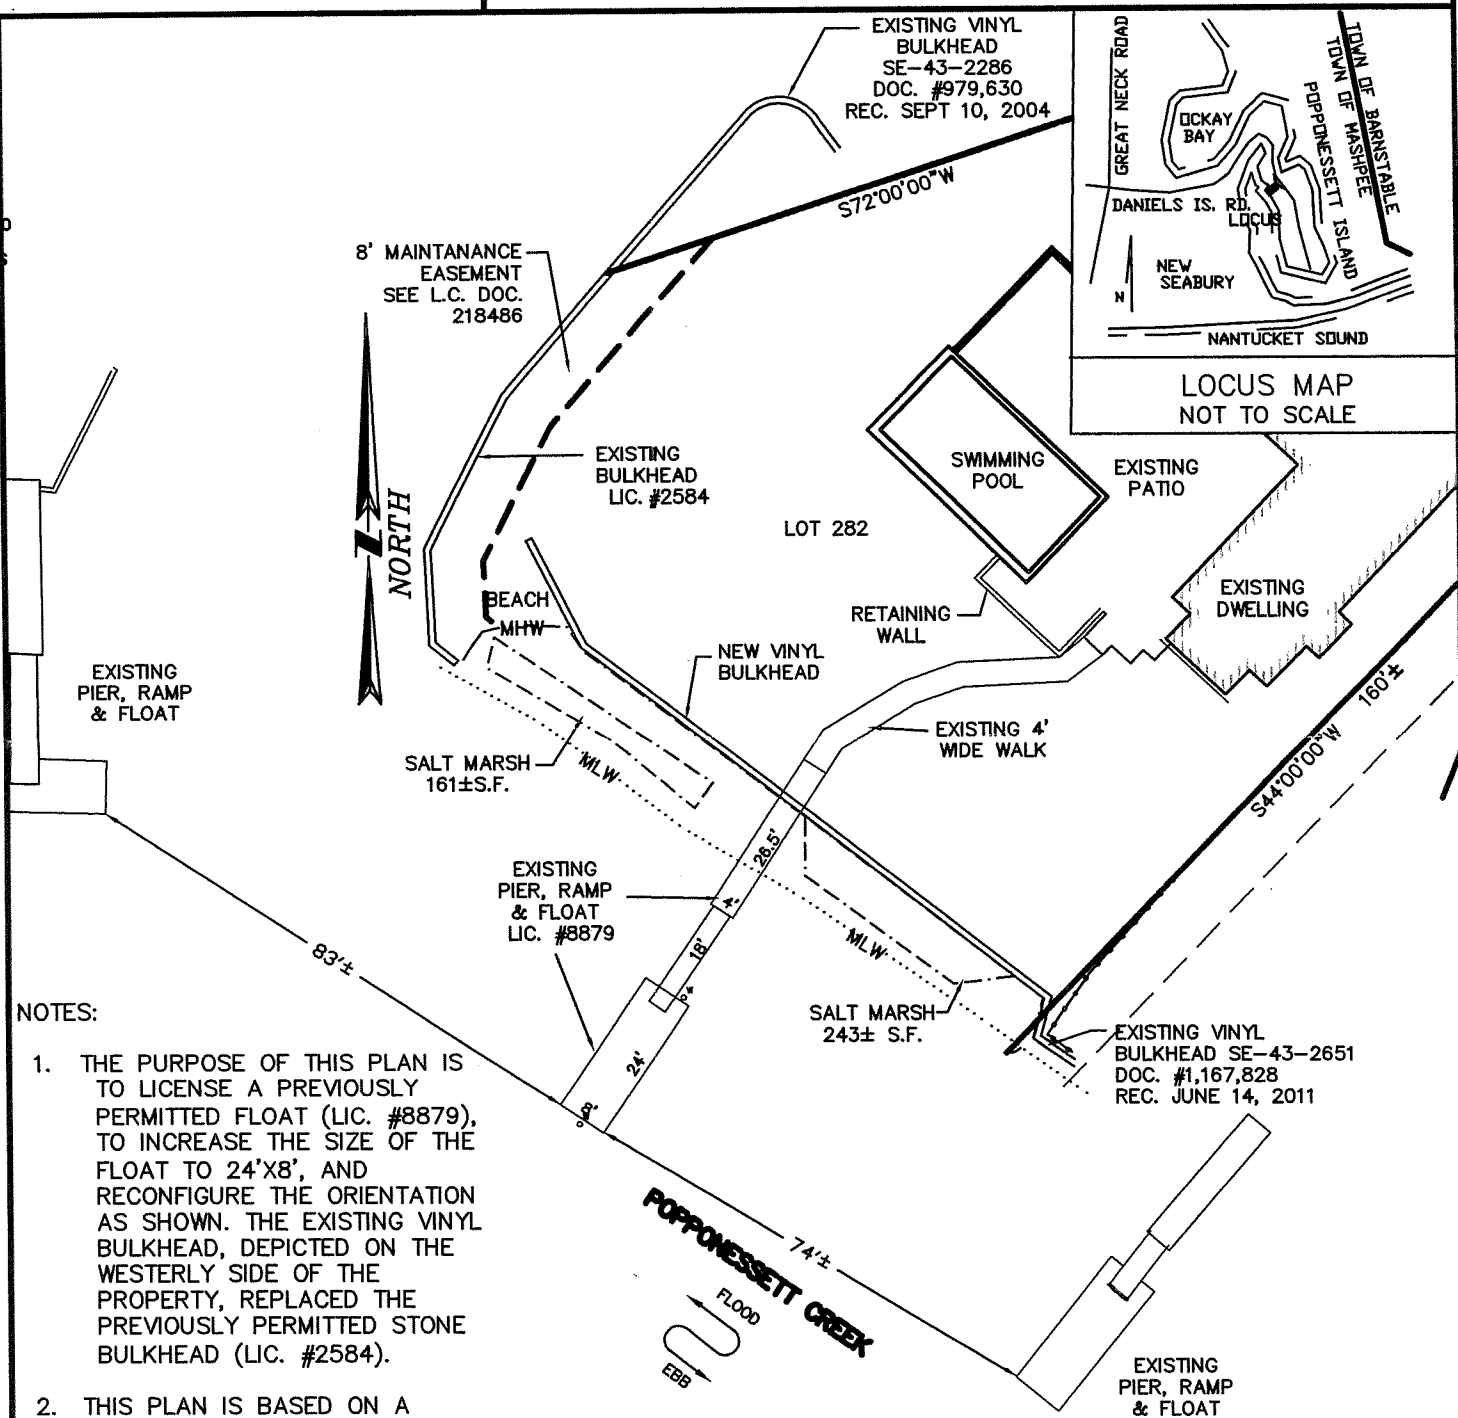 EXISTING VINYL
BULKHEAD
SE-43-2286
DOC. #979,630
REC. SEPT 10, 2004
S72°00'00"W
GREAT NECK ROAD
OCKAY
BAY
TOWN OF BARNSTABLE
TOWN OF MASHPEE
POPPONESSETT ISLAND
DANIELS IS. RD.
LOCUS
N
NEW
SEABURY
NANTUCKET SOUND
LOCUS MAP
NOT TO SCALE
8' MAINTANANCE
EASEMENT
SEE L.C. DOC.
218486
NORTH
EXISTING
BULKHEAD
LIC. #2584
SWIMMING
POOL
EXISTING
PATIO
LOT 282
EXISTING
DWELLING
RETAINING
WALL
BEACH
MHW
NEW VINYL
BULKHEAD
EXISTING
PIER, RAMP
& FLOAT
SALT MARSH
161±S.F.
MLW
EXISTING 4'
WIDE WALK
S44°00'00"W 160'±
EXISTING
PIER, RAMP
& FLOAT
LIC. #8879
26.5'
4'
18'
24'
8'
MLW
SALT MARSH
243± S.F.
EXISTING VINYL
BULKHEAD SE-43-2651
DOC. #1,167,828
REC. JUNE 14, 2011
83'±
74'±
POPPONESSETT CREEK
FLOOD
EBB
EXISTING
PIER, RAMP
& FLOAT
NOTES:
1. THE PURPOSE OF THIS PLAN IS
TO LICENSE A PREVIOUSLY
PERMITTED FLOAT (LIC. #8879),
TO INCREASE THE SIZE OF THE
FLOAT TO 24'X8', AND
RECONFIGURE THE ORIENTATION
AS SHOWN. THE EXISTING VINYL
BULKHEAD, DEPICTED ON THE
WESTERLY SIDE OF THE
PROPERTY, REPLACED THE
PREVIOUSLY PERMITTED STONE
BULKHEAD (LIC. #2584).
2. THIS PLAN IS BASED ON A